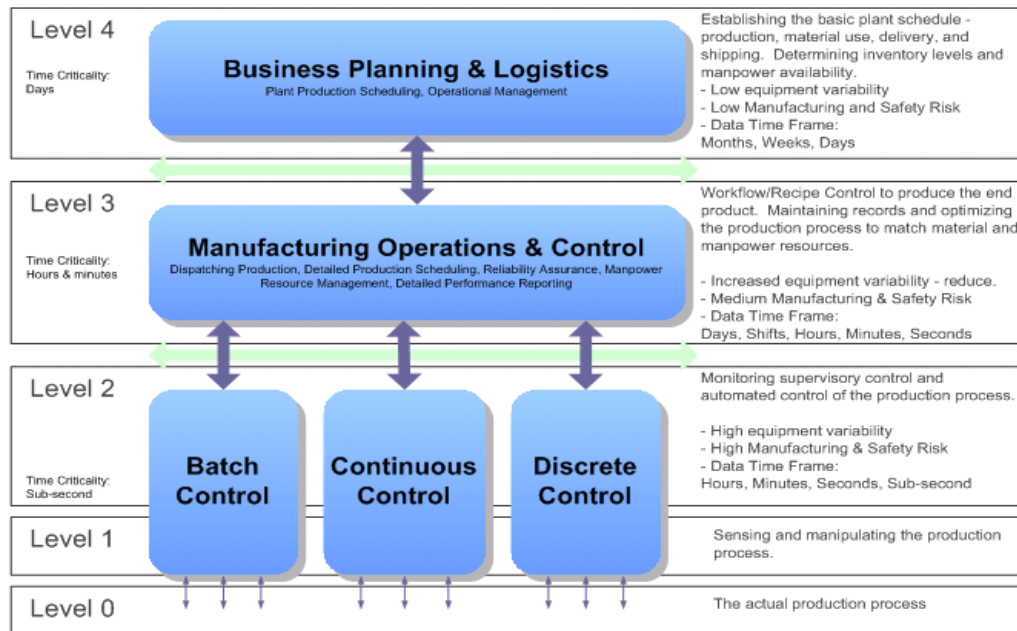 Level 4
Time Criticality:
Days
Business Planning & Logistics
Plant Production Scheduling, Operational Management
Establishing the basic plant schedule -
production, material use, delivery, and
shipping. Determining inventory levels and
manpower availability.
- Low equipment variability
- Low Manufacturing and Safety Risk
- Data Time Frame:
Months, Weeks, Days
Level 3
Time Criticality:
Hours & minutes
Manufacturing Operations & Control
Dispatching Production, Detailed Production Scheduling, Reliability Assurance, Manpower
Resource Management, Detailed Performance Reporting
Workflow/Recipe Control to produce the end
product. Maintaining records and optimizing
the production process to match material and
manpower resources.
- Increased equipment variability - reduce.
- Medium Manufacturing & Safety Risk
- Data Time Frame:
Days, Shifts, Hours, Minutes, Seconds
Level 2
Time Criticality:
Sub-second
Batch
Control
Continuous
Control
Discrete
Control
Monitoring supervisory control and
automated control of the production process.
- High equipment variability
- High Manufacturing & Safety Risk
- Data Time Frame:
Hours, Minutes, Seconds, Sub-second
Level 1
Sensing and manipulating the production
process.
Level 0
The actual production process